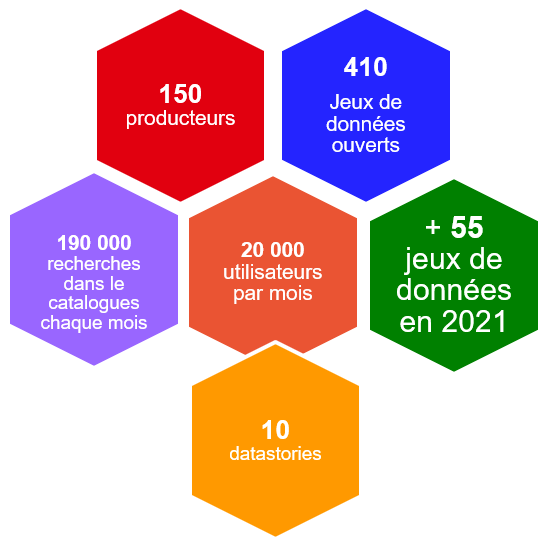 150
producteurs
410
Jeux de
données
ouverts
190 000
recherches
dans le
catalogues
chaque mois
20 000
utilisateurs
par mois
+ 55
jeux de
données
en 2021
10
datastories